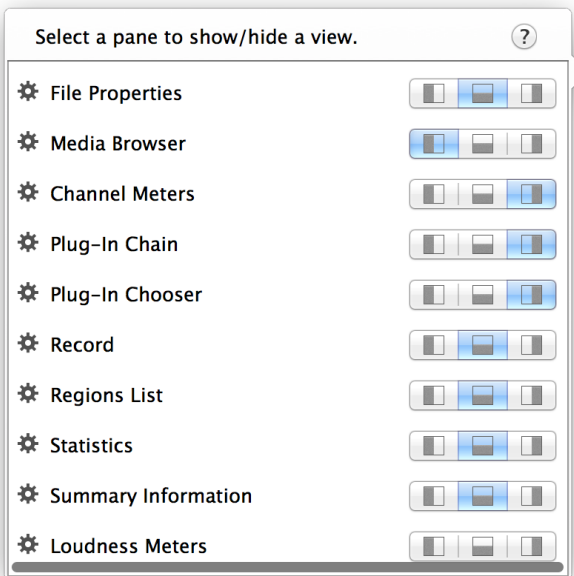 Select a pane to show/hide a view. ?
File Properties
Media Browser
Channel Meters
Plug-In Chain
Plug-In Chooser
Record
Regions List
Statistics
Summary Information
Loudness Meters